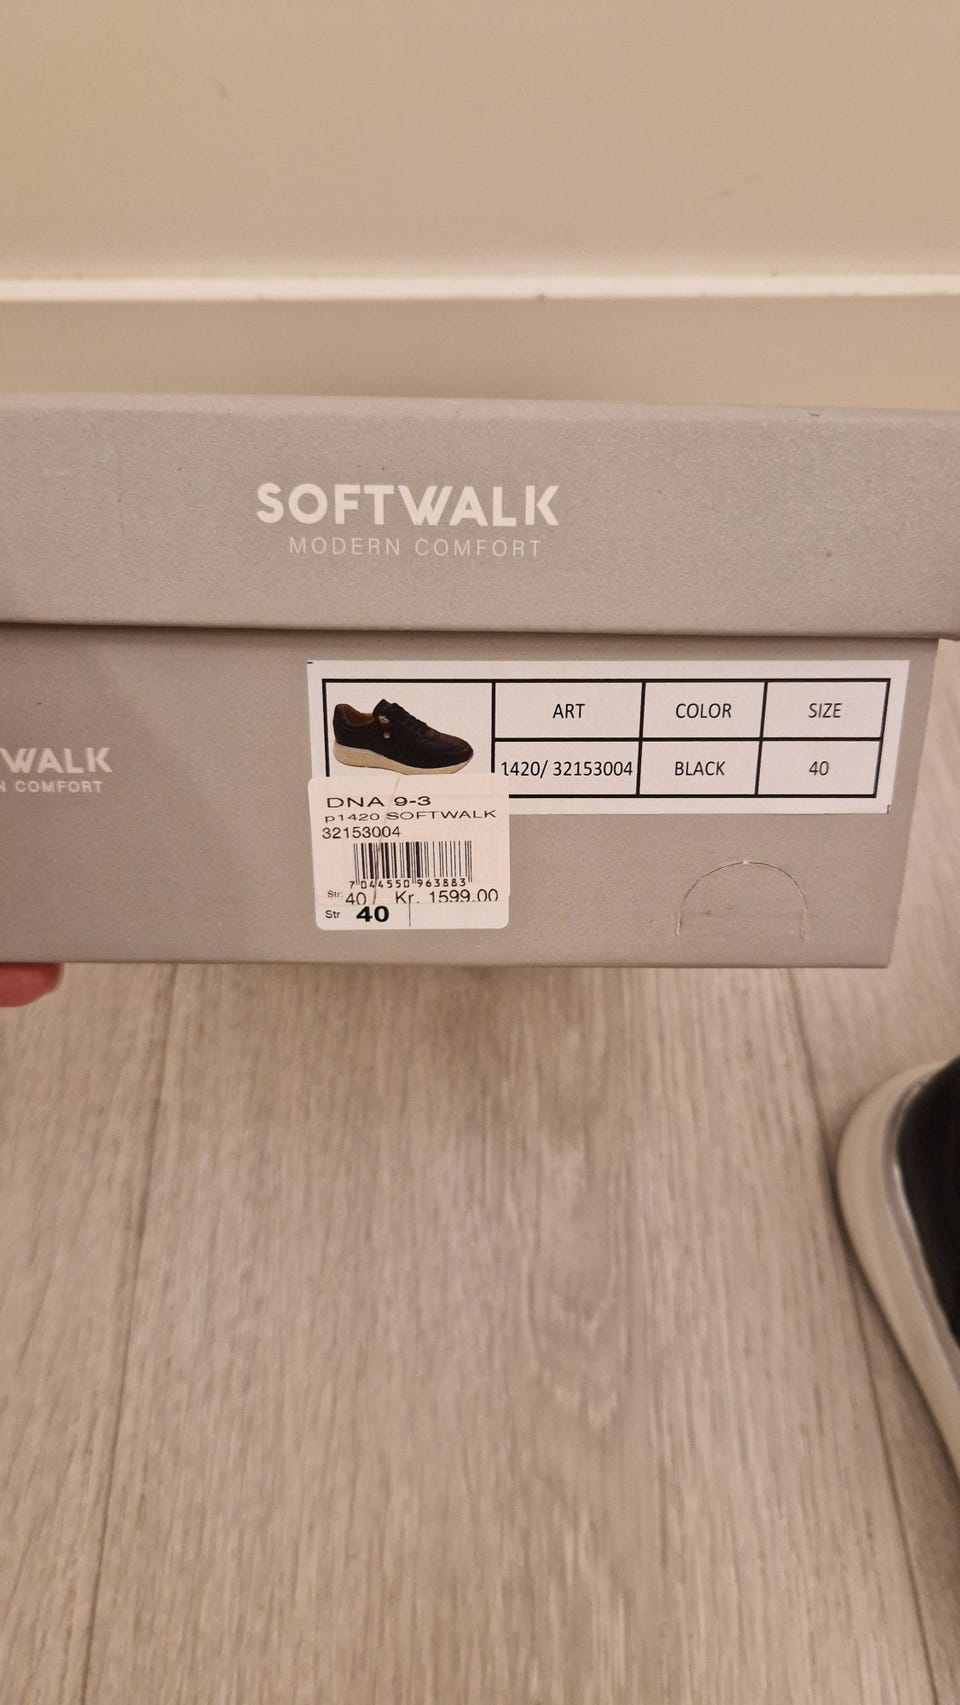 SOFTWALK
MODERN COMFORT
WALK
N COMFORT
ART COLOR SIZE
1420/ 32153004 BLACK 40
DNA 9-3
p1420 SOFTWALK
32153004
7 044550 963883
Str: 40 Kr. 1599.00
Str 40